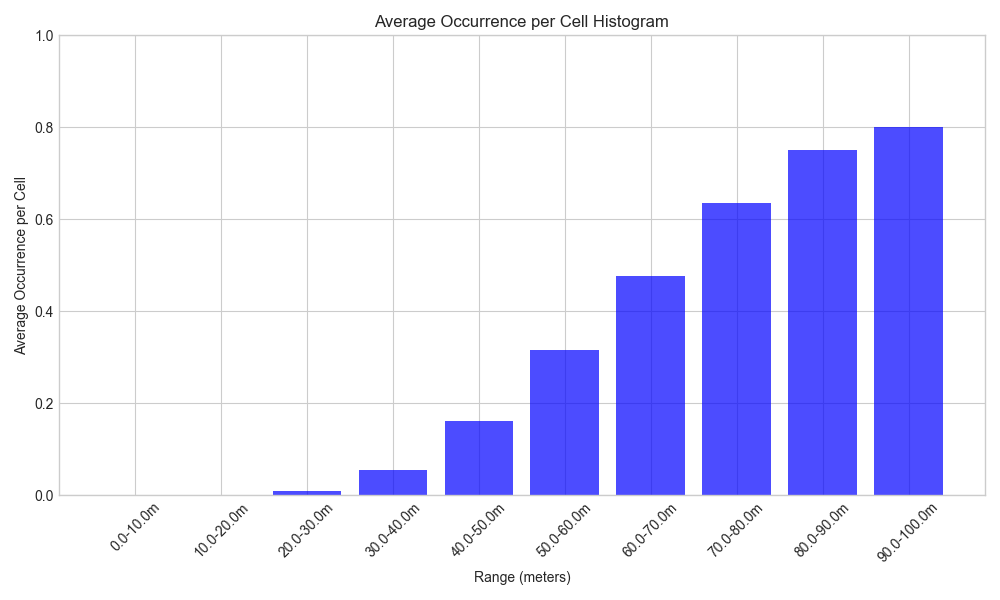 Average Occurrence per Cell Histogram
Average Occurrence per Cell
1.0
0.8
0.6
0.4
0.2
0.0
0.0-10.0m
10.0-20.0m
20.0-30.0m
30.0-40.0m
40.0-50.0m
50.0-60.0m
60.0-70.0m
70.0-80.0m
80.0-90.0m
90.0-100.0m
Range (meters)